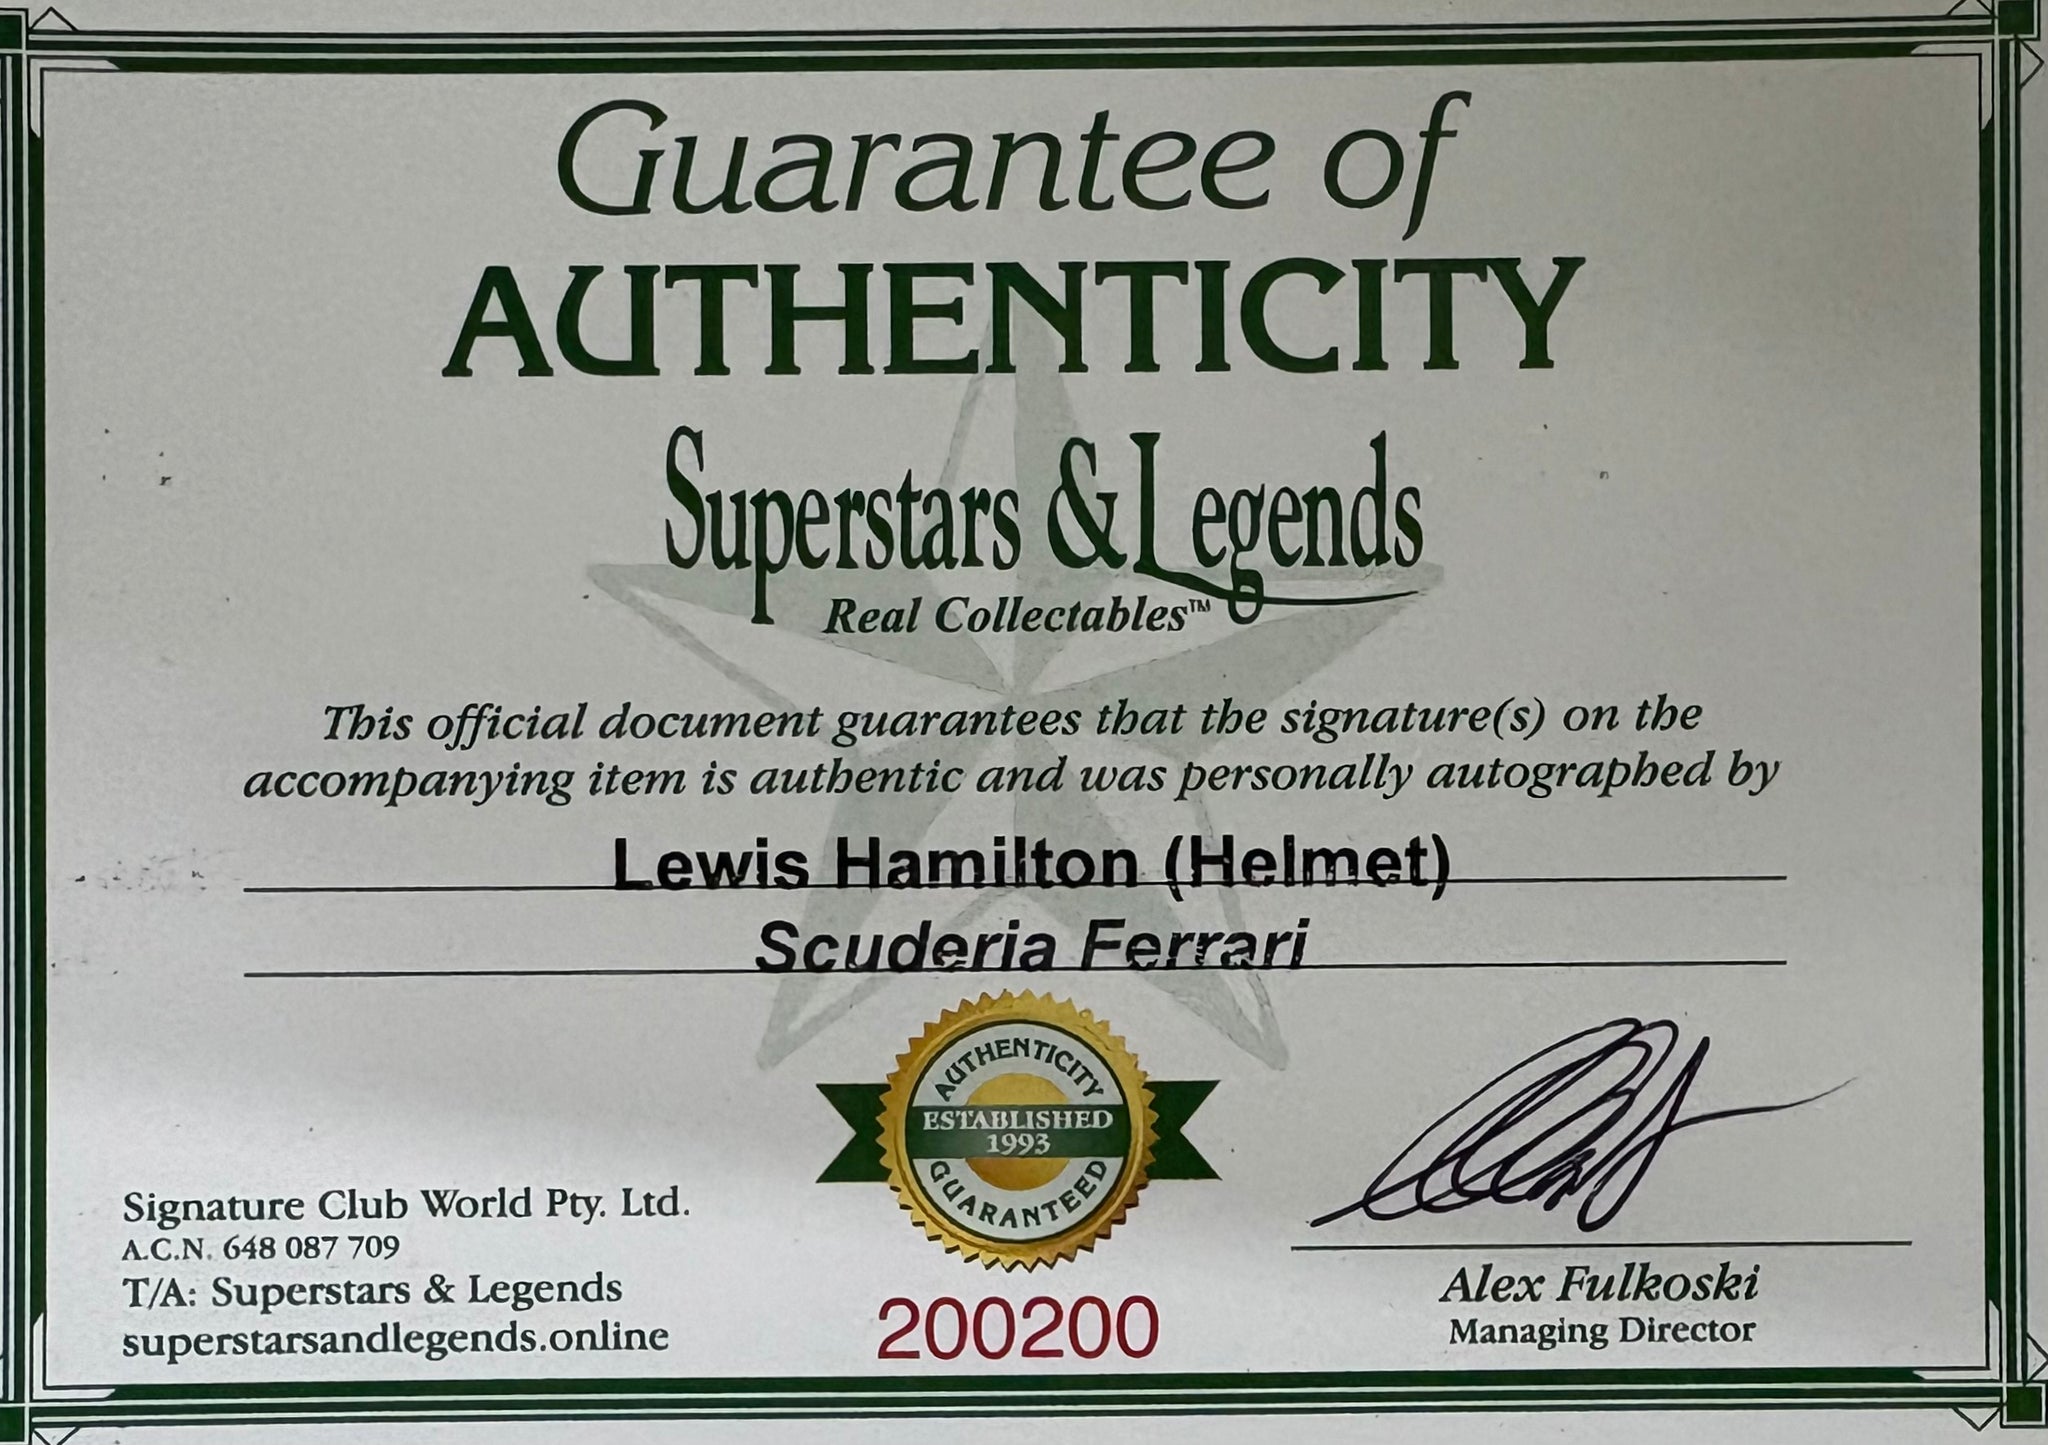 Guarantee of
AUTHENTICITY
Superstars & Legends
Real Collectables™
This official document guarantees that the signature(s) on the
accompanying item is authentic and was personally autographed by
Lewis Hamilton (Helmet)
Scuderia Ferrari
AUTHENTICITY
ESTABLISHED
1993
GUARANTEED
Signature Club World Pty. Ltd.
A.C.N. 648 087 709
T/A: Superstars & Legends
superstarsandlegends.online
200200
Alex Fulkoski
Managing Director